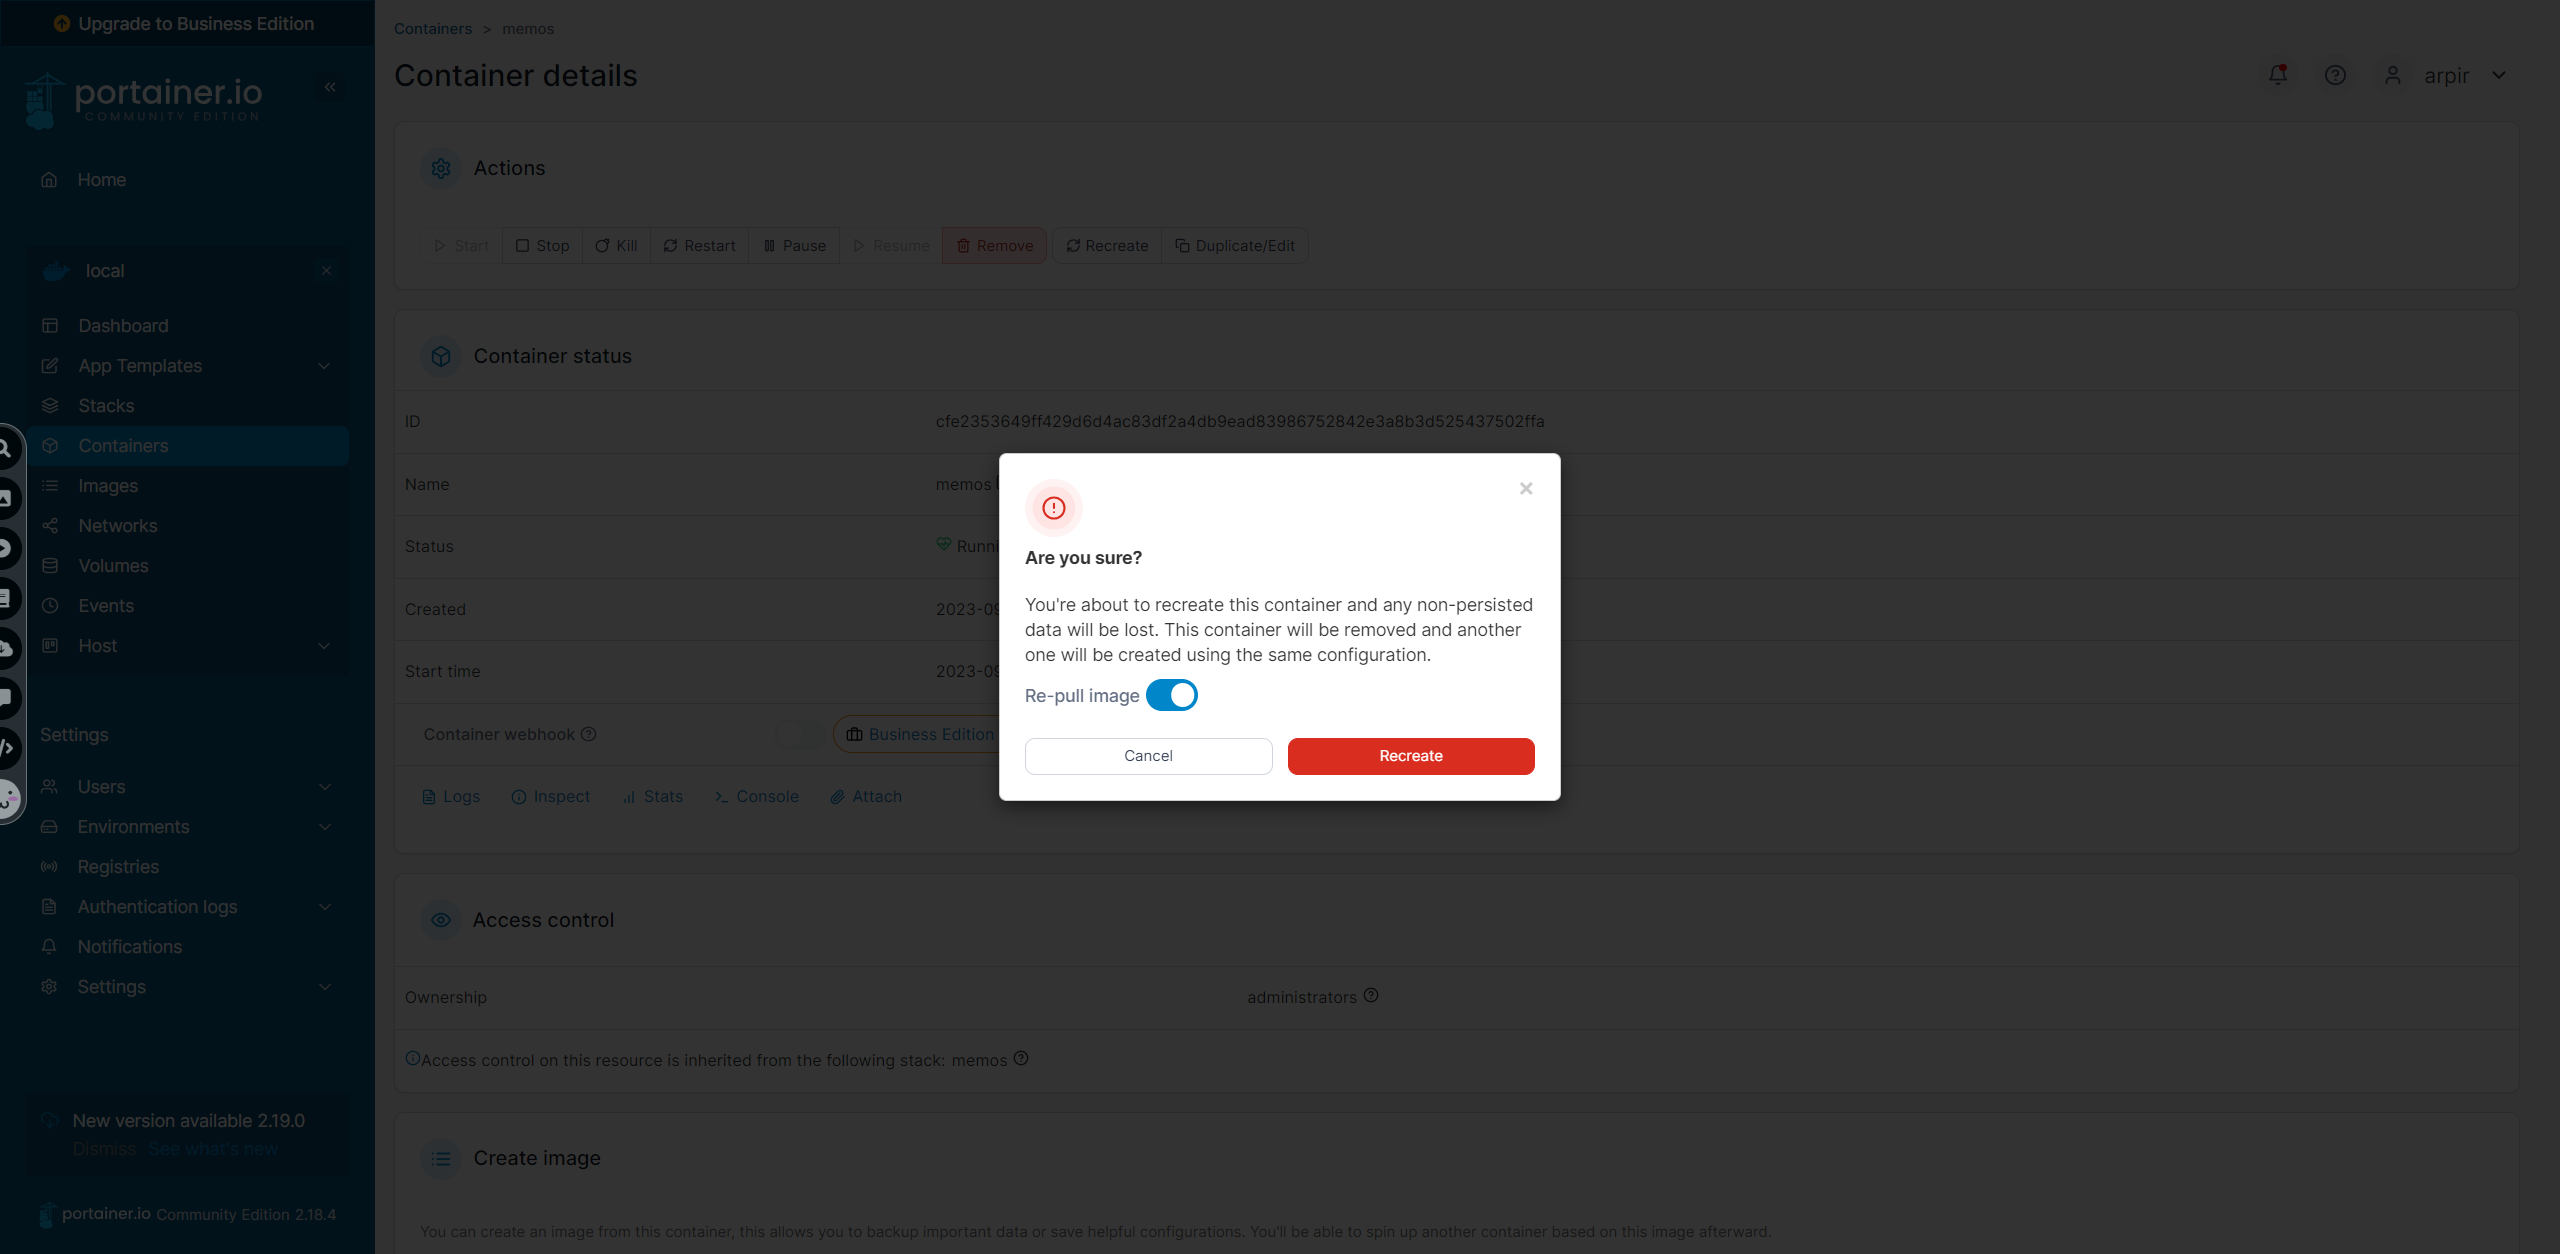 Upgrade to Business Edition
portainer.io
COMMUNITY EDITION
Home
local
Dashboard
App Templates
Stacks
Containers
Images
Networks
Volumes
Events
Host
Settings
Users
Environments
Registries
Authentication logs
Notifications
Settings
New version available 2.19.0
Dismiss See what's new
portainer.io Community Edition 2.18.4
Containers > memos
Container details
arpir
Actions
Start Stop Kill Restart Pause Resume Remove Recreate Duplicate/Edit
Container status
ID cfe2353649ff429d6d4ac83df2a4db9ead83986752842e3a8b3d525437502ffa
Name memos
Status
Created
Start time
Container webhook Business Edition
Logs Inspect Stats Console Attach
Are you sure?
You're about to recreate this container and any non-persisted
data will be lost. This container will be removed and another
one will be created using the same configuration.
Re-pull image
Cancel Recreate
Access control
Ownership administrators
Access control on this resource is inherited from the following stack: memos
Create image
You can create an image from this container, this allows you to backup important data or save helpful configurations. You'll be able to spin up another container based on this image afterward.